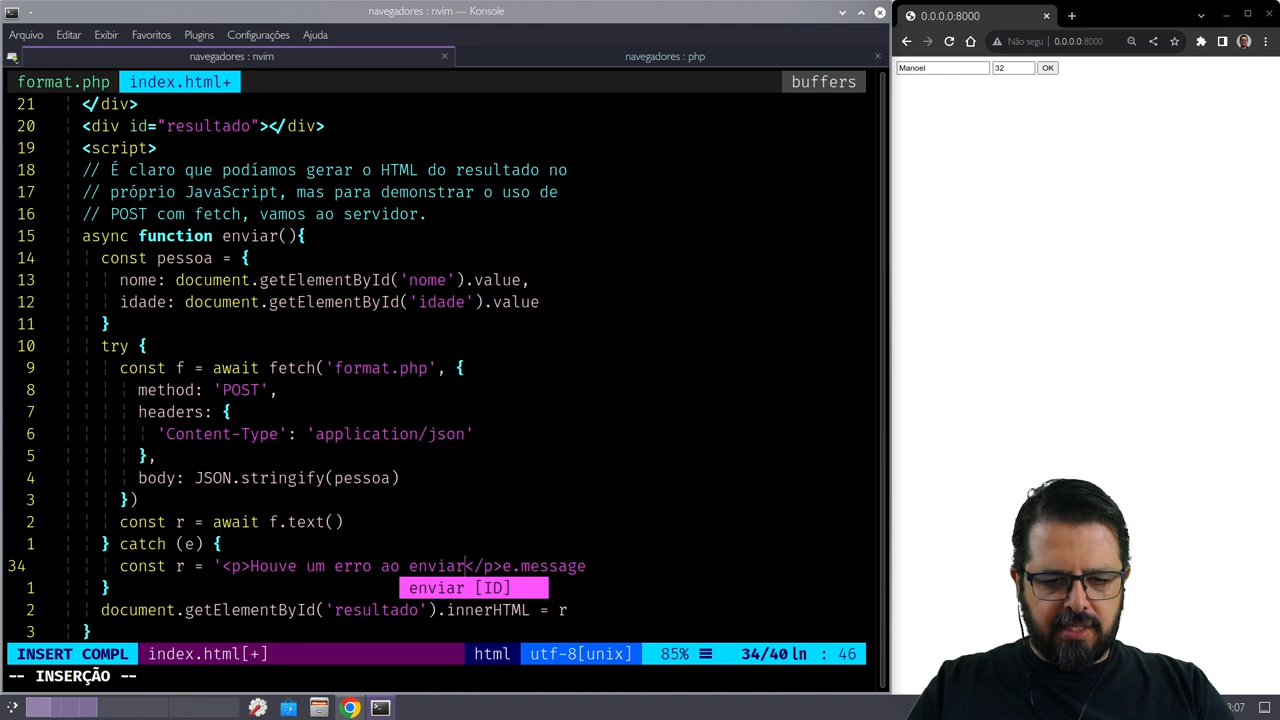 navegadores : nvim — Konsole
Arquivo Editar Exibir Favoritos Plugins Configurações Ajuda
navegadores : nvim
navegadores : php
format.php index.html+ buffers
21 </div>
20 <div id="resultado"></div>
19 <script>
18 // É claro que podíamos gerar o HTML do resultado no
17 // próprio JavaScript, mas para demonstrar o uso de
16 // POST com fetch, vamos ao servidor.
15 async function enviar(){
14 const pessoa = {
13 nome: document.getElementById('nome').value,
12 idade: document.getElementById('idade').value
11 }
10 try {
9 const f = await fetch('format.php', {
8 method: 'POST',
7 headers: {
6 'Content-Type': 'application/json'
5 },
4 body: JSON.stringify(pessoa)
3 })
2 const r = await f.text()
1 } catch (e) {
34 const r = '<p>Houve um erro ao enviar</p>e.message
1 }
enviar [ID]
2 document.getElementById('resultado').innerHTML = r
3 }
INSERT COMPL index.html[+] html utf-8[unix] 85% 34/40 ln : 46
-- INSERÇÃO --
0.0.0.0:8000
Não segu 0.0.0.0:8000
Manoel 32 OK
3:07